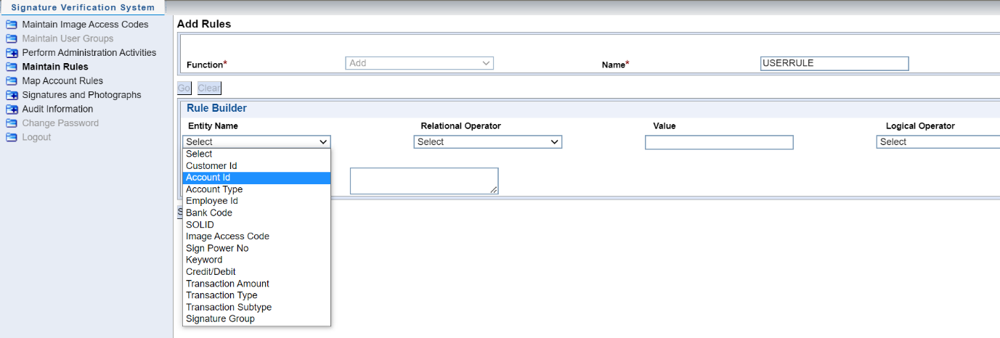 Signature Verification System
Maintain Image Access Codes
Maintain User Groups
Perform Administration Activities
Maintain Rules
Map Account Rules
Signatures and Photographs
Audit Information
Change Password
Logout
Add Rules
Function* Add Name* USERRULE
Go Clear
Rule Builder
Entity Name Relational Operator Value Logical Operator
Select Select Select
Select
Customer Id
Account Id
Account Type
Employee Id
Bank Code
SOLID
Image Access Code
Sign Power No
Keyword
Credit/Debit
Transaction Amount
Transaction Type
Transaction Subtype
Signature Group